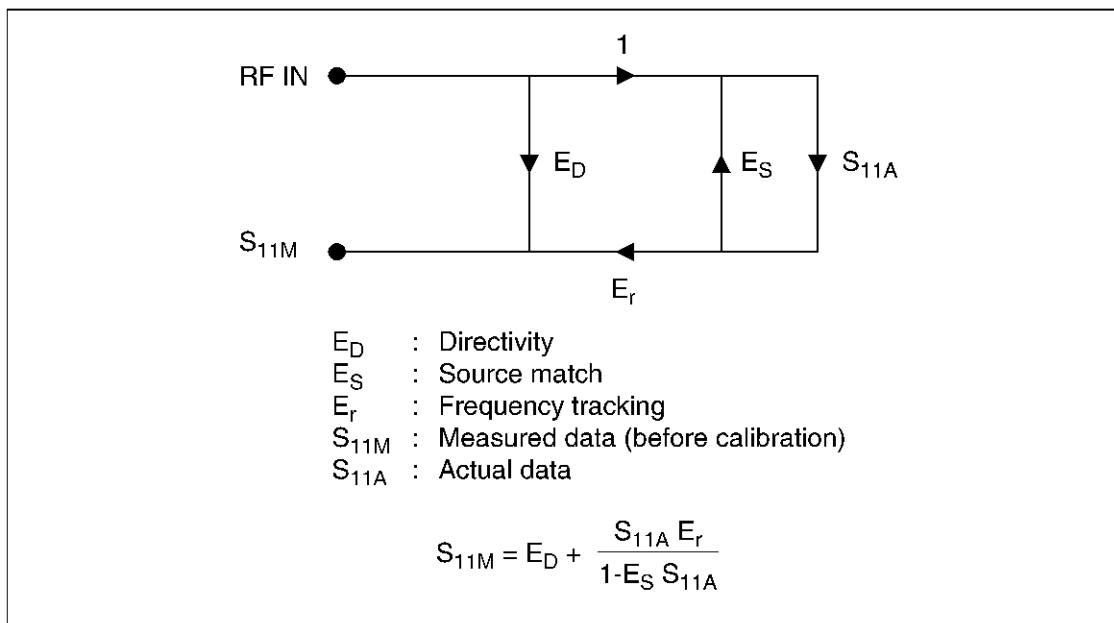 1
RF IN
E_D
E_S
S_11A
S_11M
E_r
E_D : Directivity
E_S : Source match
E_r : Frequency tracking
S_11M : Measured data (before calibration)
S_11A : Actual data
S_11M = E_D + S_11A E_r
1-E_S S_11A